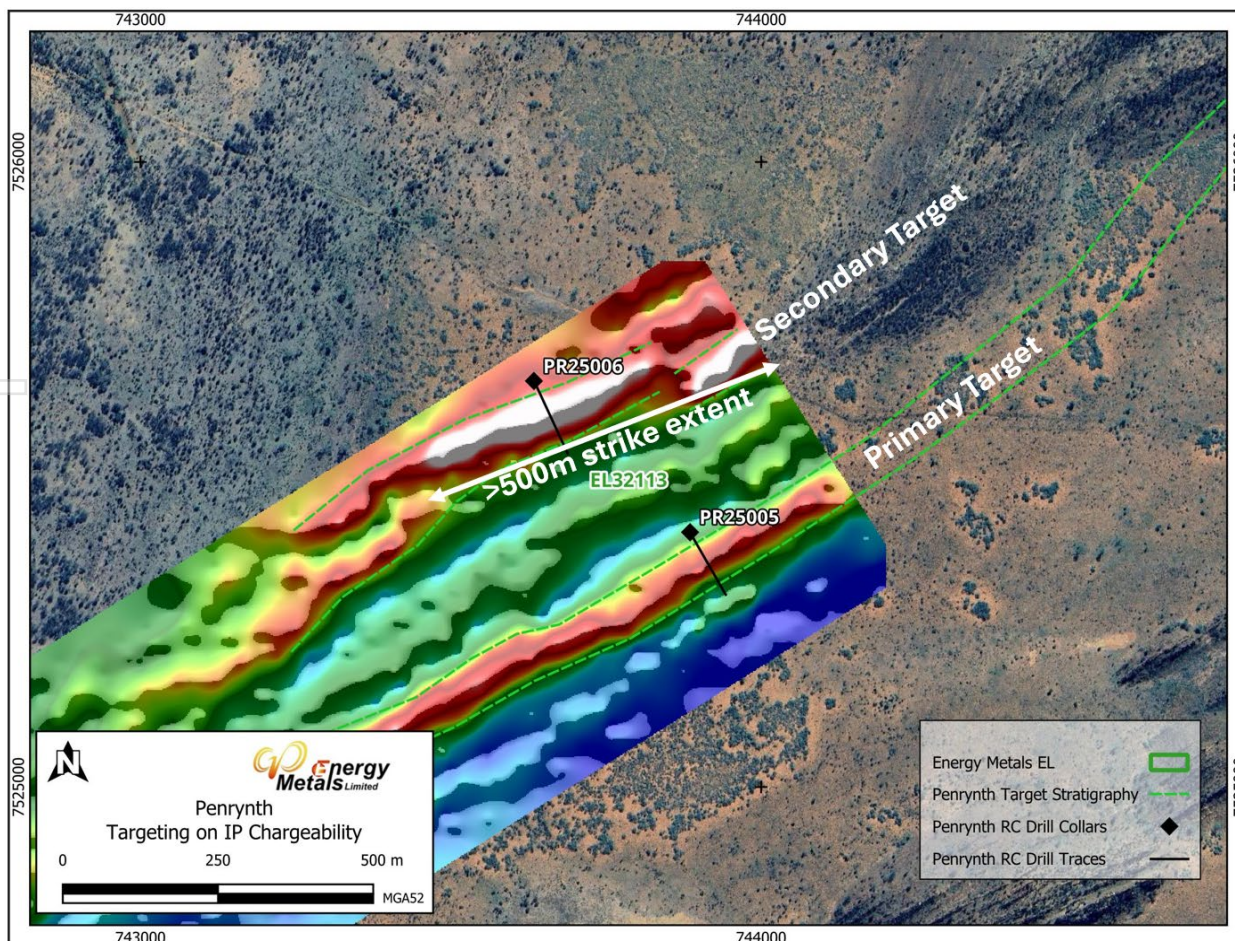 743000
744000
7526000
Secondary Target
PR25006
Primary Target
>500m strike extent
EL32113
PR25005
7525000
N
Energy
Metals Limited
Penrynth
Targeting on IP Chargeability
0 250 500 m
MGA52
Energy Metals EL
Penrynth Target Stratigraphy
Penrynth RC Drill Collars
Penrynth RC Drill Traces
743000
744000